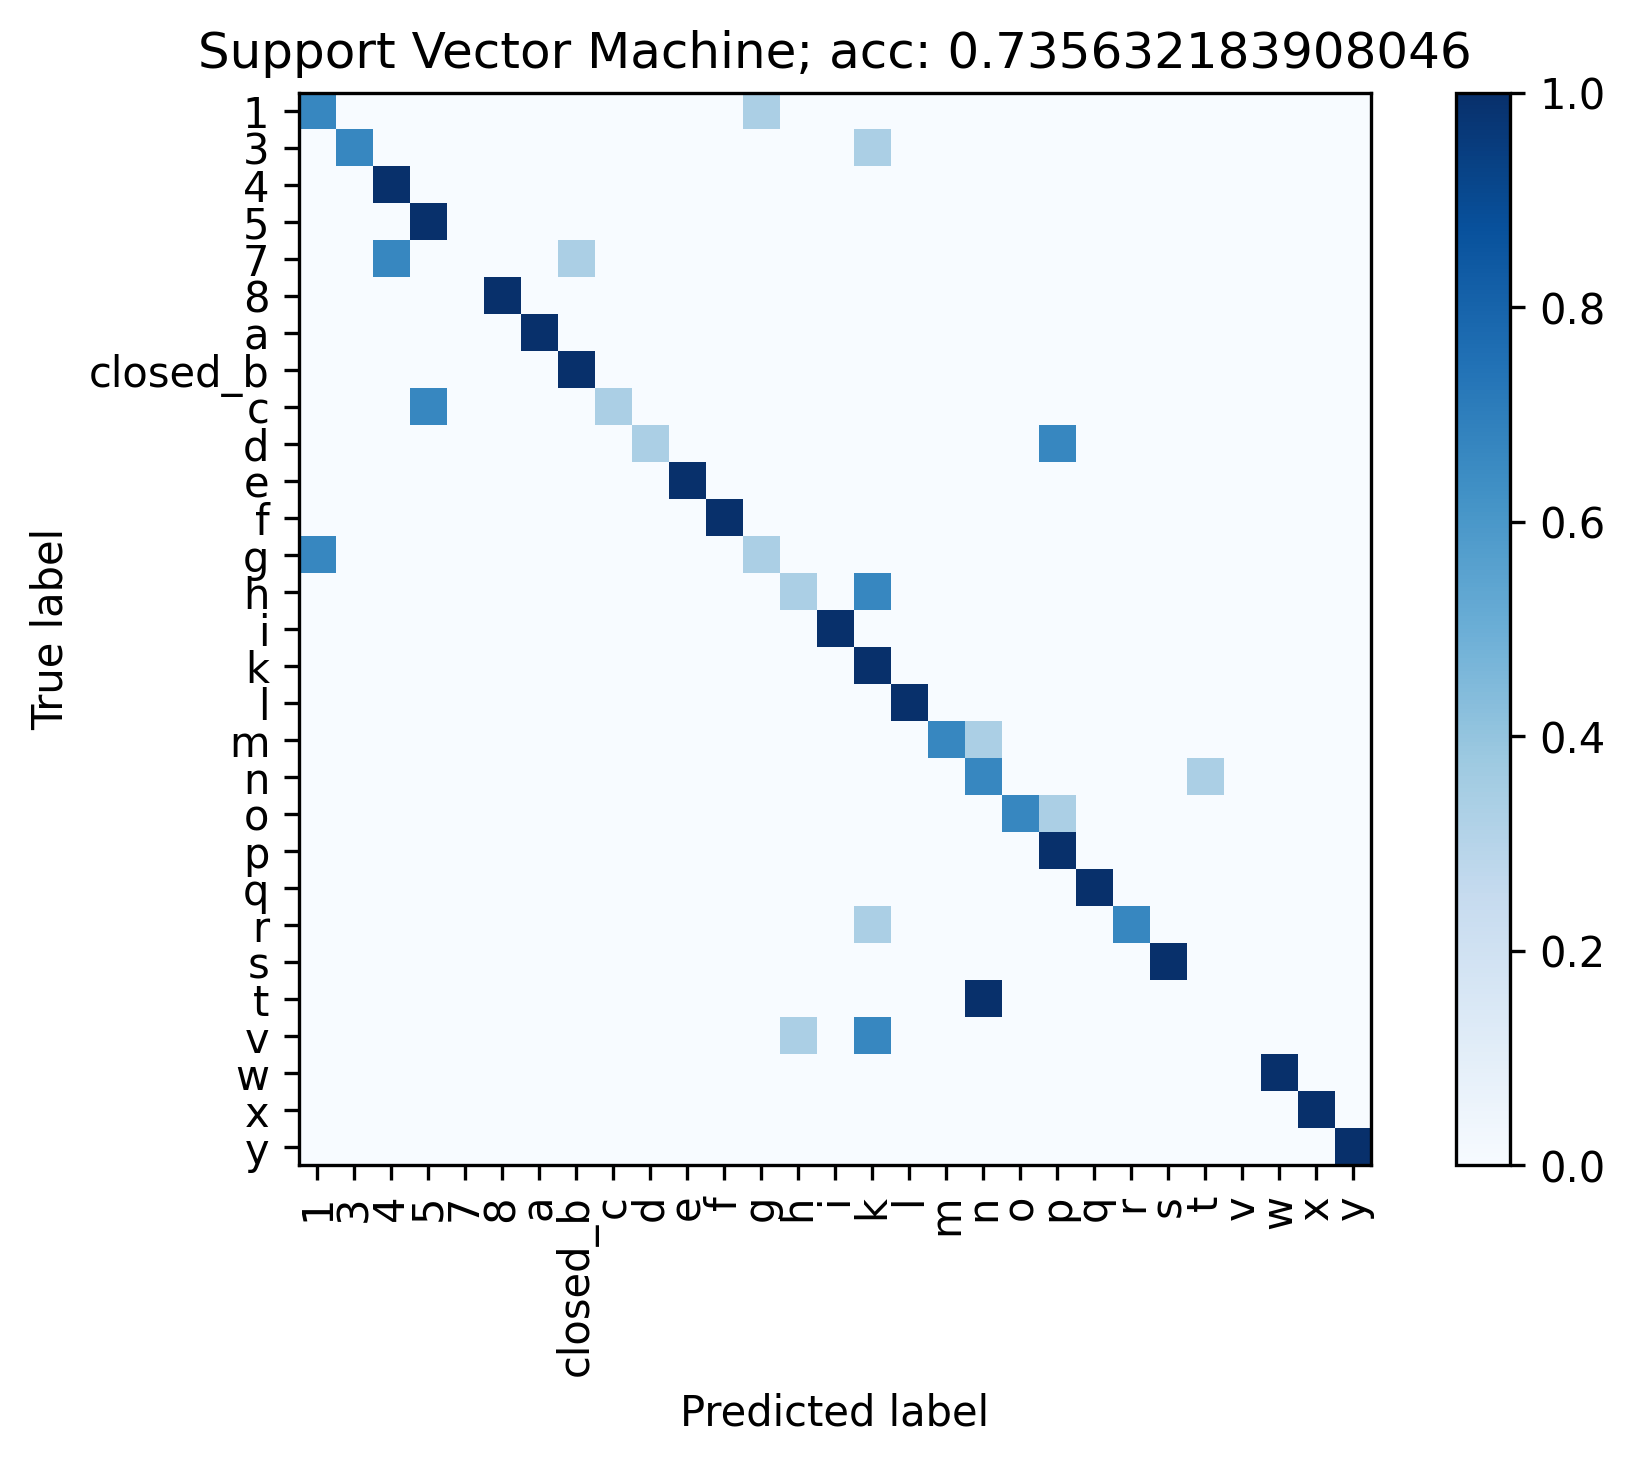 Support Vector Machine; acc: 0.735632183908046
True label
1
3
4
5
7
8
a
closed_b
c
d
e
f
g
h
i
k
l
m
n
o
p
q
r
s
t
v
w
x
y
1
3
4
5
7
8
a
closed_b
c
d
e
f
g
h
i
k
l
m
n
o
p
q
r
s
t
v
w
x
y
Predicted label
1.0
0.8
0.6
0.4
0.2
0.0